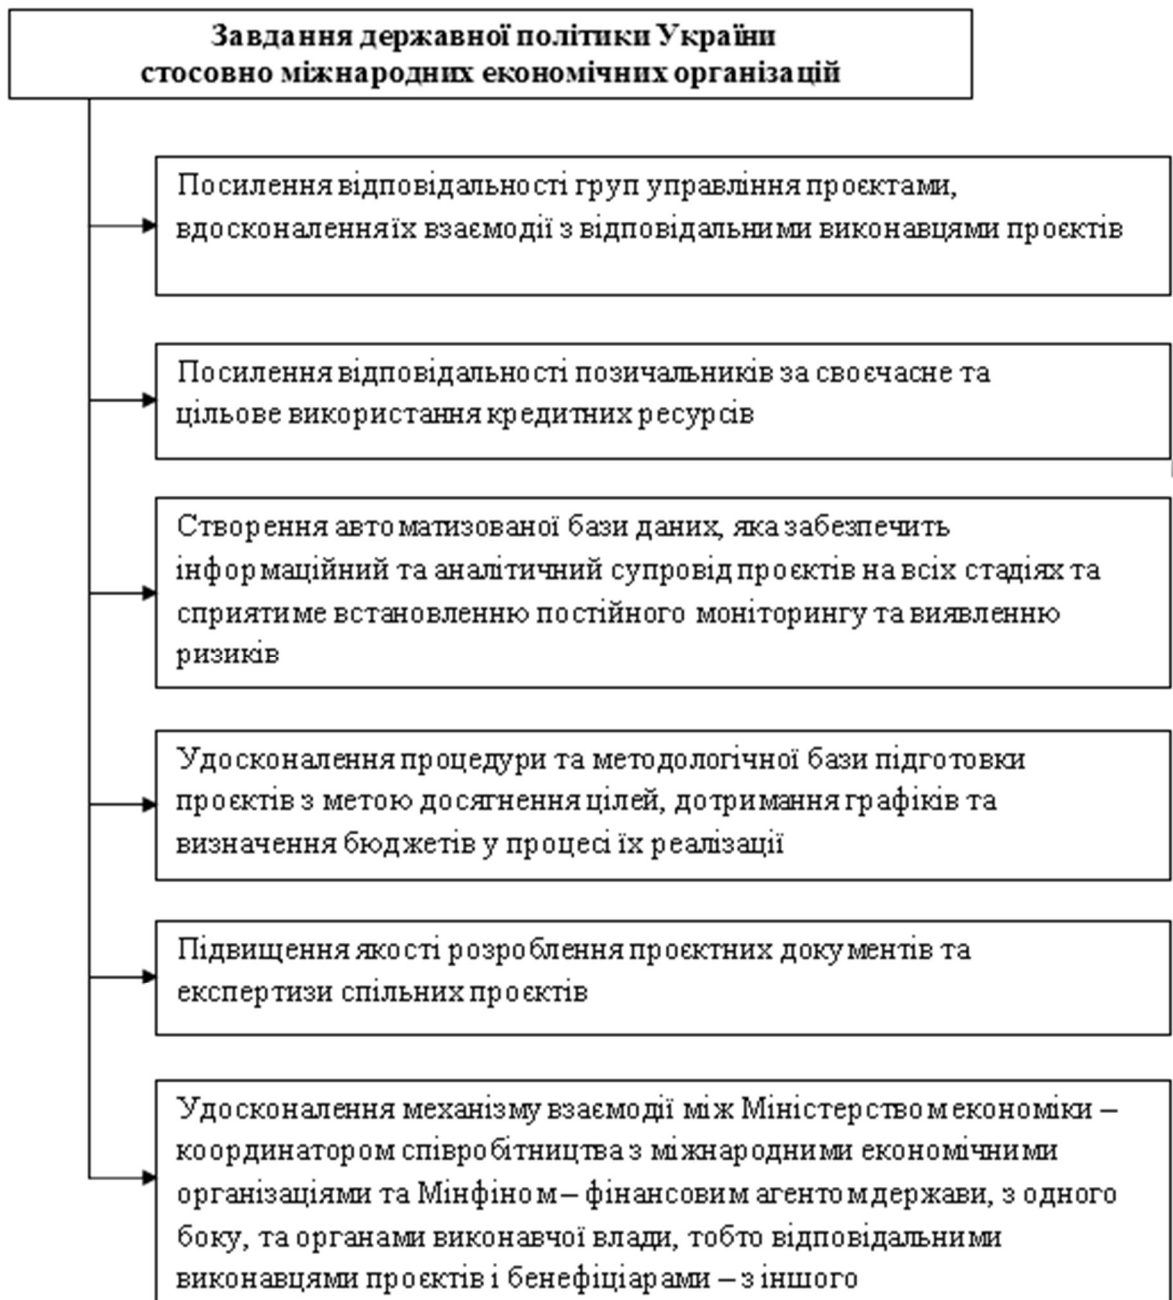 Завдання державної політики України
стосовно міжнародних економічних організацій
Посилення відповідальності груп управління проєктами,
вдосконалення їх взаємодії з відповідальними виконавцями проєктів
Посилення відповідальності позичальників за своєчасне та
цільове використання кредитних ресурсів
Створення автоматизованої бази даних, яка забезпечить
інформаційний та аналітичний супровід проєктів на всіх стадіях та
сприятиме встановленню постійного моніторингу та виявленню
ризиків
Удосконалення процедури та методологічної бази підготовки
проєктів з метою досягнення цілей, дотримання графіків та
визначення бюджетів у процесі їх реалізації
Підвищення якості розроблення проєктних документів та
експертизи спільних проєктів
Удосконалення механізму взаємодії між Міністерством економіки –
координатором співробітництва з міжнародними економічними
організаціями та Мінфіном – фінансовим агентом держави, з одного
боку, та органами виконавчої влади, тобто відповідальними
виконавцями проєктів і бенефіціарами – з іншого